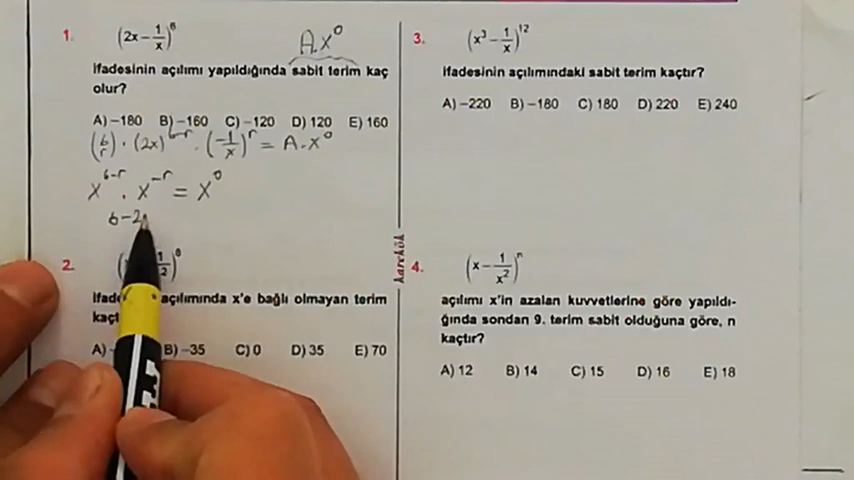 1. (2x − 1/x)^6
A.x^0
ifadesinin açılımı yapıldığında sabit terim kaç
olur?
A) −180 B) −160 C) −120 D) 120 E) 160
(6 r) · (2x)^6−r · (−1/x)^r = A.x^0
x^6−r . x^−r = x^0
6−2
2.
açılımında x'e bağlı olmayan terim
A) B) −35 C) 0 D) 35 E) 70
karekök
3. (x^3 − 1/x)^12
ifadesinin açılımındaki sabit terim kaçtır?
A) −220 B) −180 C) 180 D) 220 E) 240
4. (x − 1/x^2)^n
açılımı x'in azalan kuvvetlerine göre yapıldı-
ğında sondan 9. terim sabit olduğuna göre, n
kaçtır?
A) 12 B) 14 C) 15 D) 16 E) 18